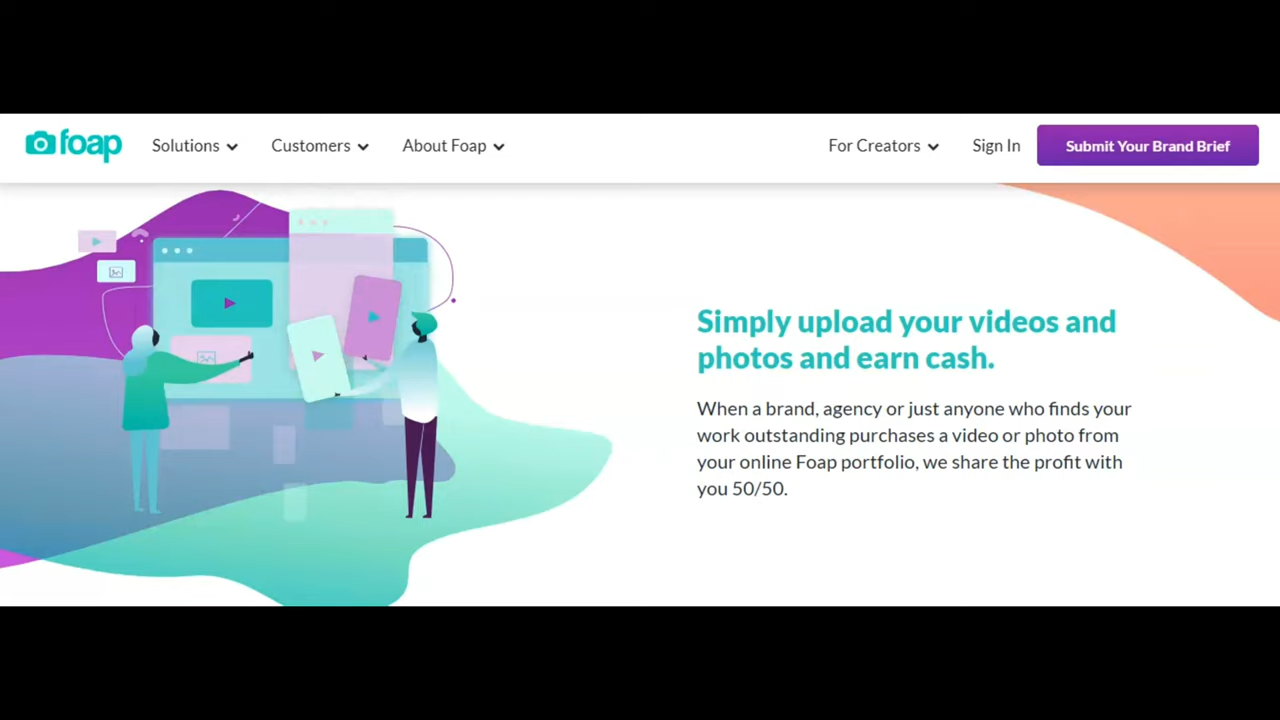 foap
Solutions
Customers
About Foap
For Creators
Sign In
Submit Your Brand Brief
Simply upload your videos and
photos and earn cash.
When a brand, agency or just anyone who finds your
work outstanding purchases a video or photo from
your online Foap portfolio, we share the profit with
you 50/50.